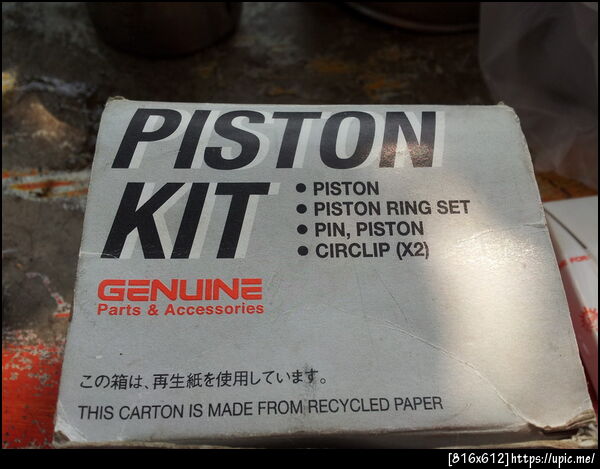 PISTON
KIT
● PISTON
● PISTON RING SET
● PIN, PISTON
● CIRCLIP (X2)
GENUINE
Parts & Accessories
この箱は、再生紙を使用しています。
THIS CARTON IS MADE FROM RECYCLED PAPER
FOR
[816x612]https://upic.me/